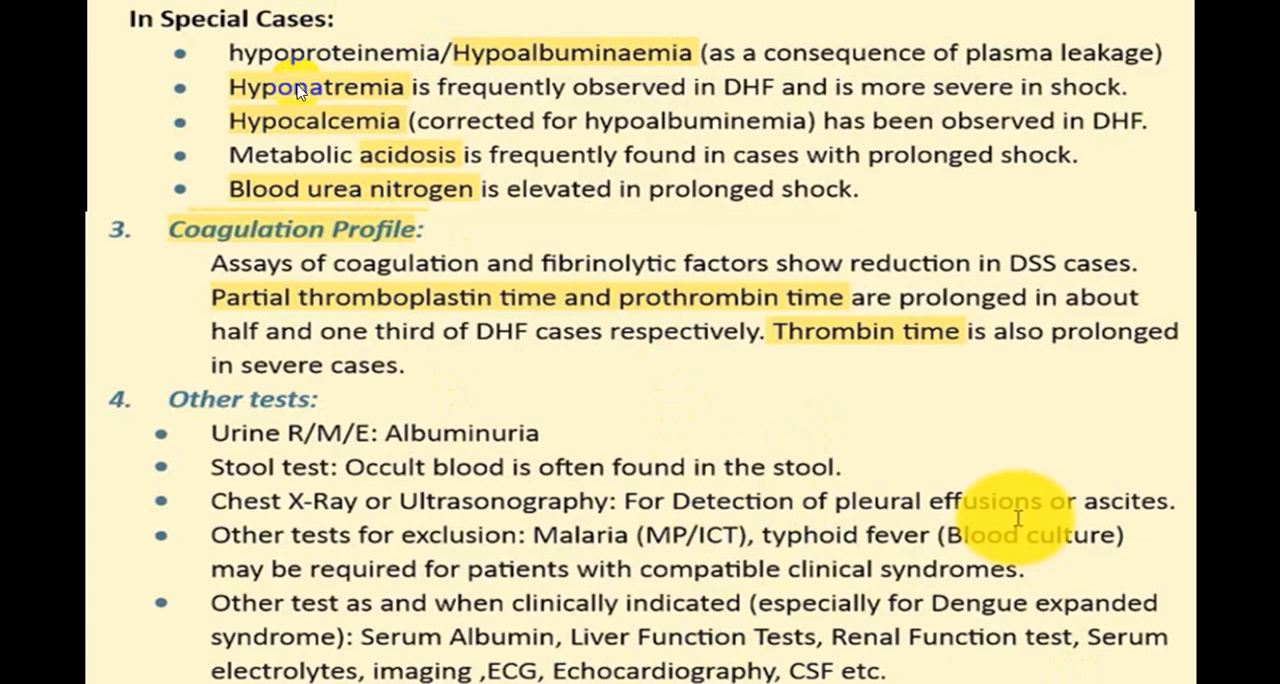 In Special Cases:
• hypoproteinemia/Hypoalbuminaemia (as a consequence of plasma leakage)
• Hyponatremia is frequently observed in DHF and is more severe in shock.
• Hypocalcemia (corrected for hypoalbuminemia) has been observed in DHF.
• Metabolic acidosis is frequently found in cases with prolonged shock.
• Blood urea nitrogen is elevated in prolonged shock.
3. Coagulation Profile:
Assays of coagulation and fibrinolytic factors show reduction in DSS cases.
Partial thromboplastin time and prothrombin time are prolonged in about
half and one third of DHF cases respectively. Thrombin time is also prolonged
in severe cases.
4. Other tests:
• Urine R/M/E: Albuminuria
• Stool test: Occult blood is often found in the stool.
• Chest X-Ray or Ultrasonography: For Detection of pleural effusions or ascites.
• Other tests for exclusion: Malaria (MP/ICT), typhoid fever (Blood culture)
may be required for patients with compatible clinical syndromes.
• Other test as and when clinically indicated (especially for Dengue expanded
syndrome): Serum Albumin, Liver Function Tests, Renal Function test, Serum
electrolytes, imaging ,ECG, Echocardiography, CSF etc.